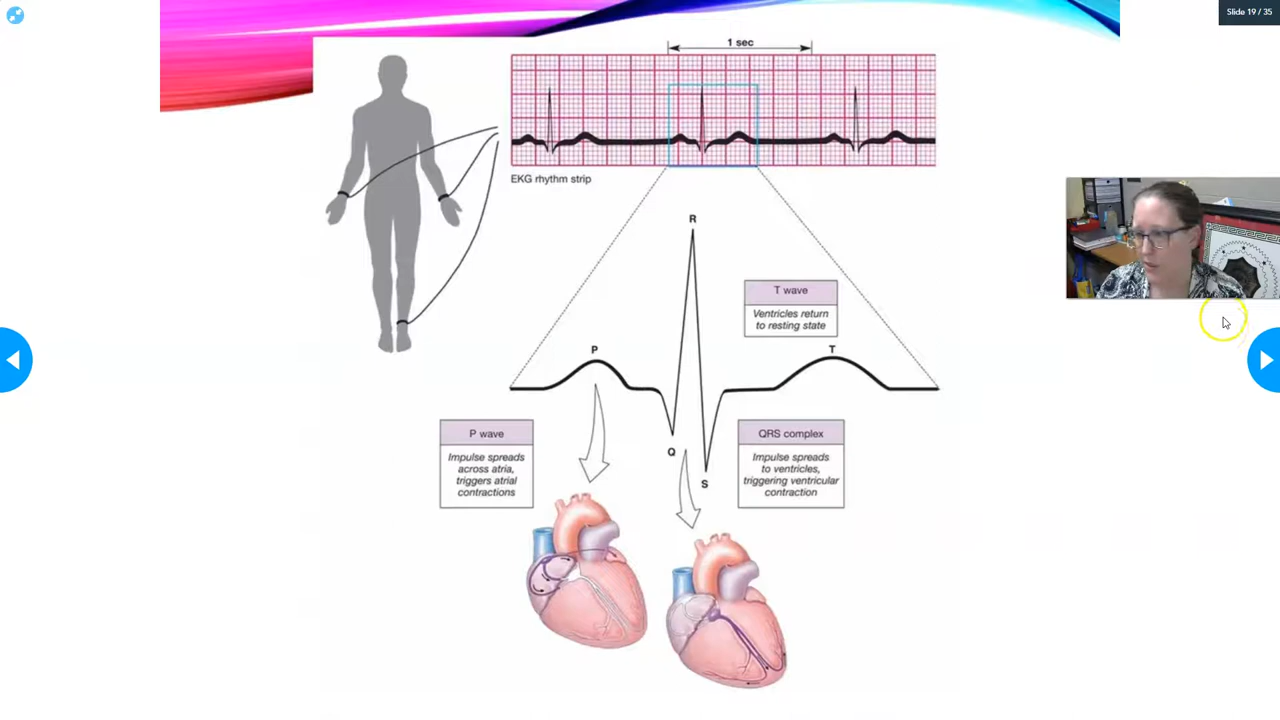 Slide 19 / 35
1 sec
EKG rhythm strip
R
T wave
Ventricles return
to resting state
P
T
P wave
Impulse spreads
across atria,
triggers atrial
contractions
Q
S
QRS complex
Impulse spreads
to ventricles,
triggering ventricular
contraction